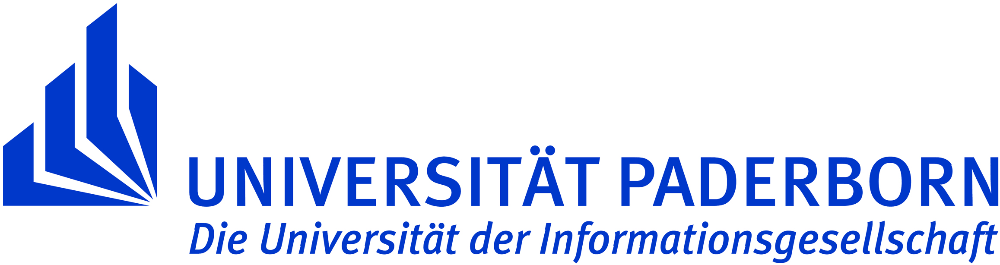 UNIVERSITÄT PADERBORN
Die Universität der Informationsgesellschaft